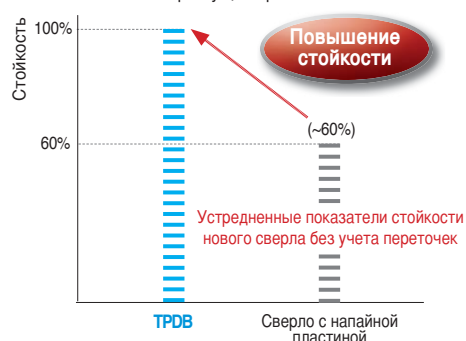 Стойкость
100%
Повышение
стойкости
60%
(~60%)
Устредненные показатели стойкости
нового сверла без учета переточек
TPDB
Сверло с напайной
пластиной